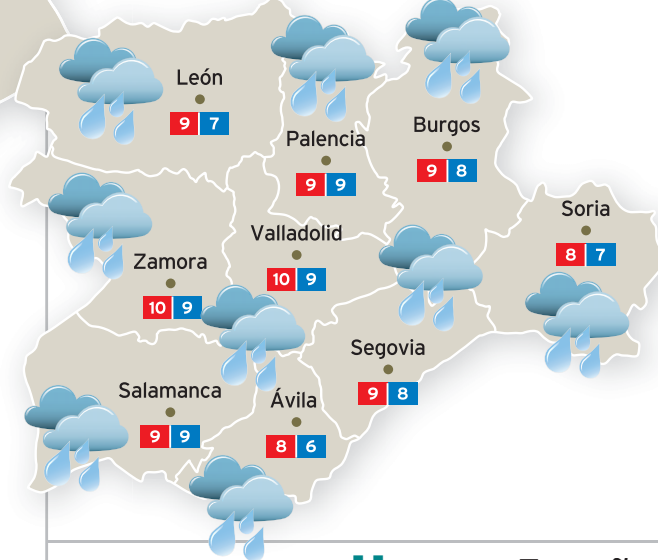 León
9 7
Palencia
9 9
Burgos
9 8
Soria
8 7
Valladolid
10 9
Zamora
10 9
Segovia
9 8
Salamanca
9 9
Ávila
8 6